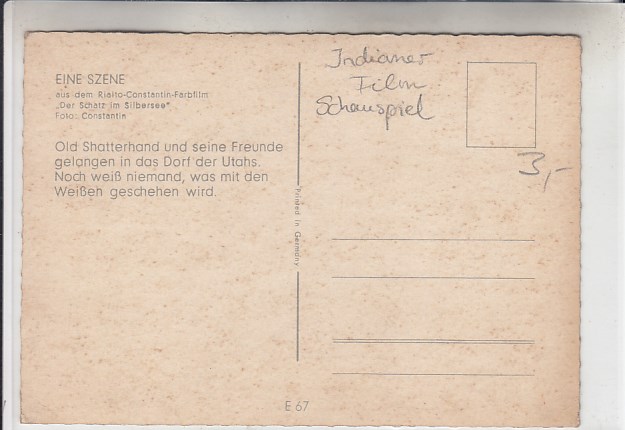 EINE SZENE
aus dem Rialto-Constantin-Farbfilm
„Der Schatz im Silbersee"
Foto: Constantin
Old Shatterhand und seine Freunde
gelangen in das Dorf der Utahs.
Noch weiß niemand, was mit den
Weißen geschehen wird.
Printed in Germany
E 67
Indianer
Film
Schauspiel
3,-